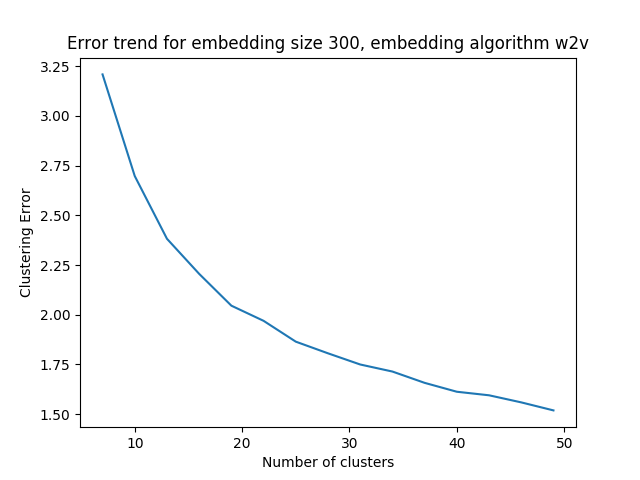 Error trend for embedding size 300, embedding algorithm w2v
3.25
3.00
2.75
2.50
2.25
2.00
1.75
1.50
Clustering Error
10 20 30 40 50
Number of clusters